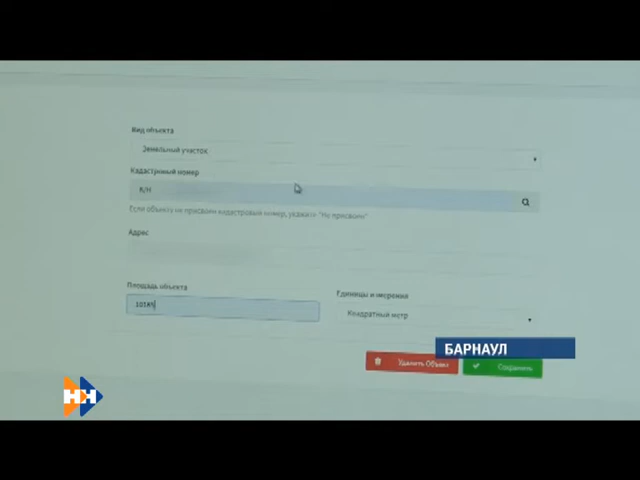 Вид объекта
Земельный участок
Кадастровый номер
К/Н
Если объекту не присвоен кадастровый номер, укажите "Не присвоен"
Адрес
Площадь объекта
Единицы измерения
Квадратный метр
БАРНАУЛ
Удалить Объект
Сохранить
НН